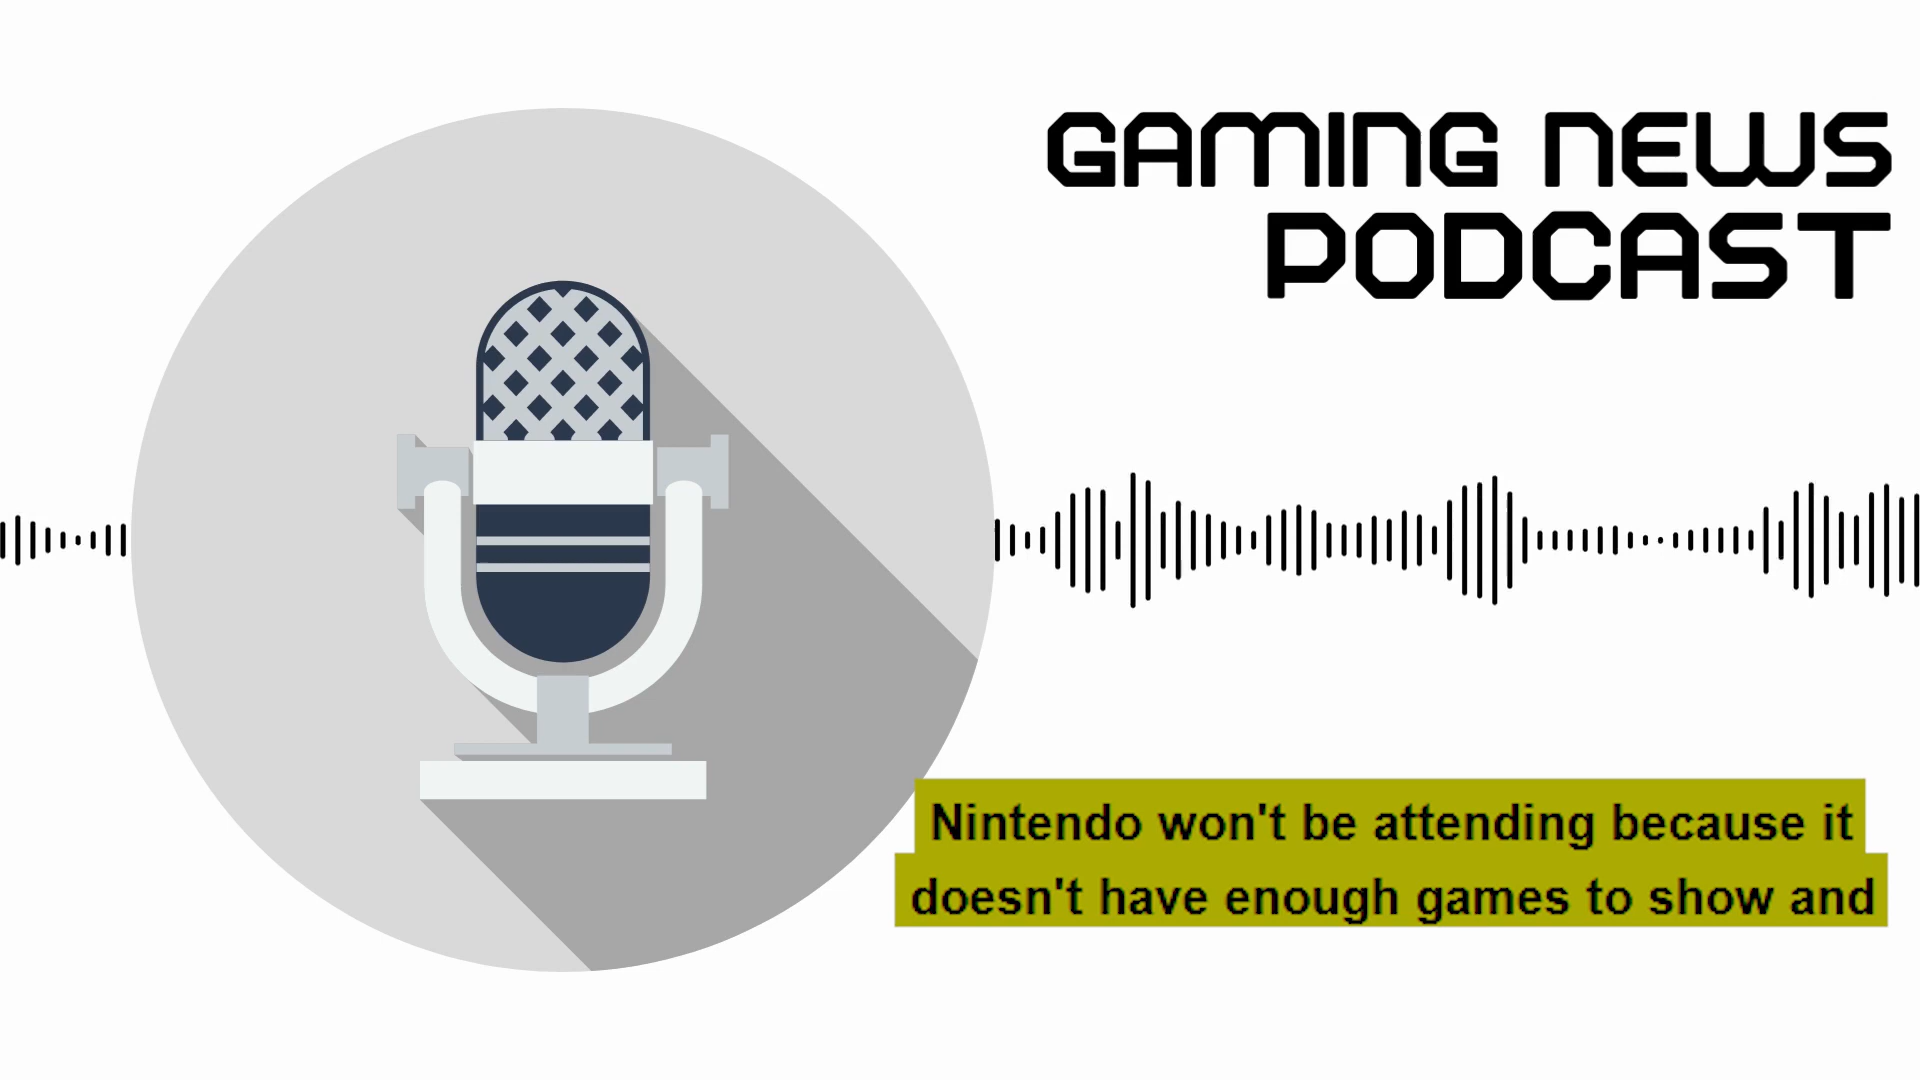 GAMING NEWS
PODCAST
Nintendo won't be attending because it
doesn't have enough games to show and